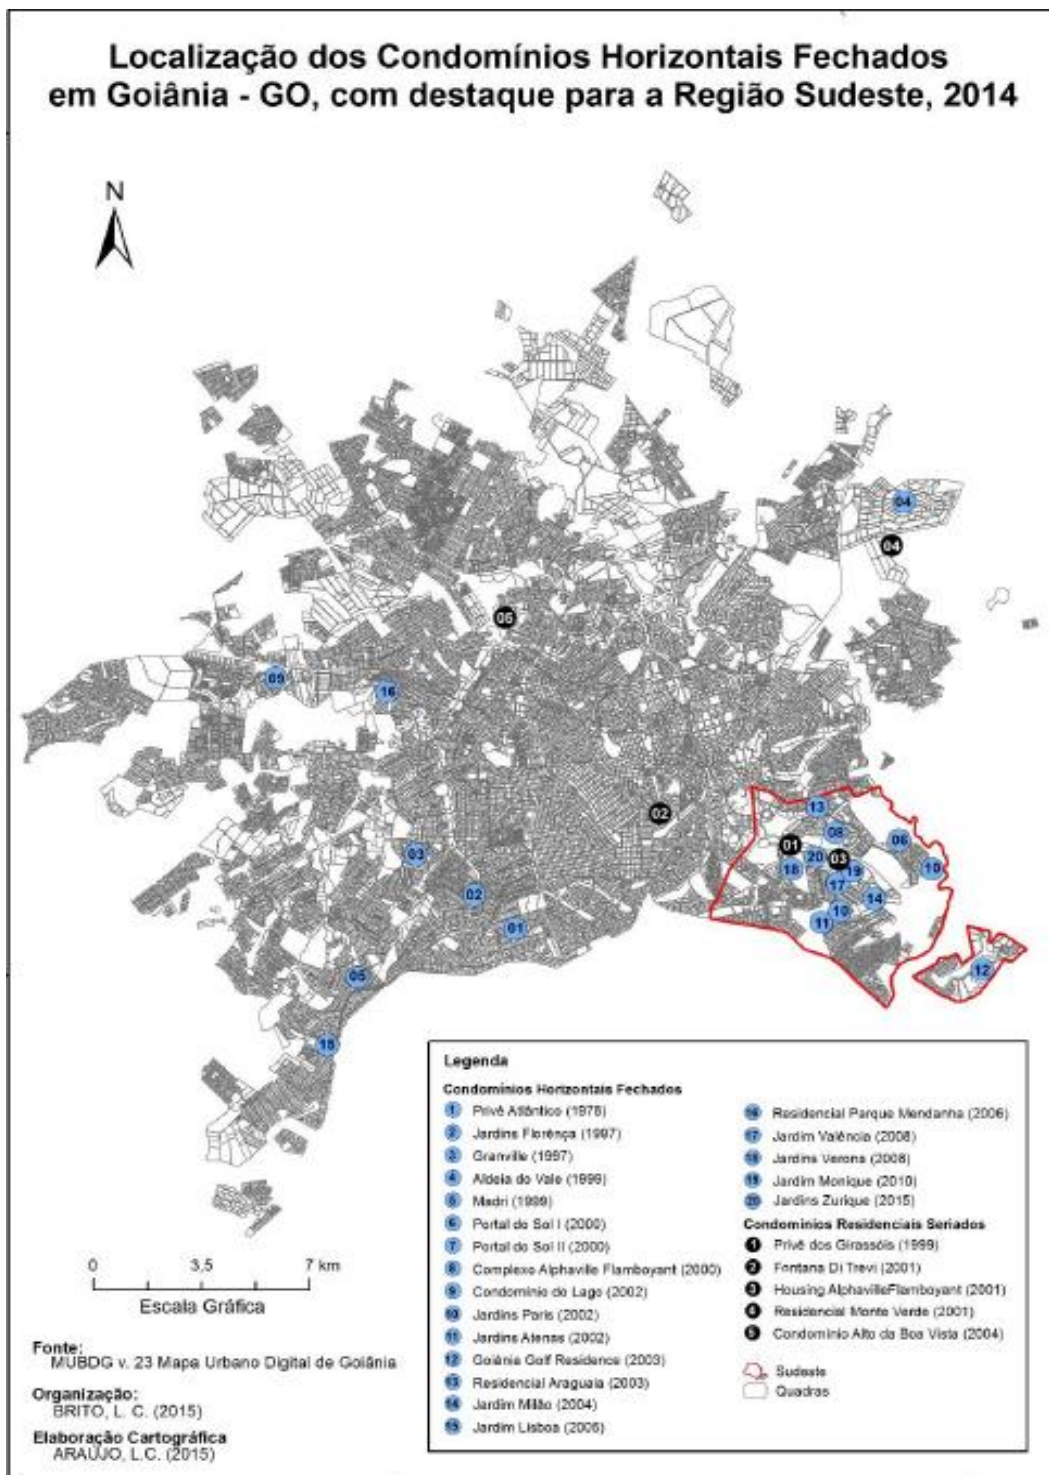 Localização dos Condomínios Horizontais Fechados
em Goiânia - GO, com destaque para a Região Sudeste, 2014
N
04
04
05
09
16
02
13
01
08
06
03
20
03
18
19
10
17
02
14
10
01
11
12
05
15
0 3,5 7 km
Escala Gráfica
Fonte:
MUBDG v. 23 Mapa Urbano Digital de Goiânia
Organização:
BRITO, L. C. (2015)
Elaboração Cartográfica
ARAÚJO, L.C. (2015)
Legenda
Condomínios Horizontais Fechados
1 Privê Atlântico (1978)
2 Jardins Florênça (1997)
3 Granville (1997)
4 Aldeia do Vale (1999)
5 Madri (1999)
6 Portal do Sol I (2000)
7 Portal do Sol II (2000)
8 Complexo Alphaville Flamboyant (2000)
9 Condomínio do Lago (2002)
10 Jardins Paris (2002)
11 Jardins Atenas (2002)
12 Goiânia Golf Residence (2003)
13 Residencial Araguaia (2003)
14 Jardim Milão (2004)
15 Jardim Lisboa (2006)
16 Residencial Parque Mendanha (2006)
17 Jardim Valência (2008)
18 Jardins Verona (2008)
19 Jardim Monique (2010)
20 Jardins Zurique (2015)
Condomínios Residenciais Seriados
1 Privê dos Girassóis (1999)
2 Fontana Di Trevi (2001)
3 Housing AlphavilleFlamboyant (2001)
4 Residencial Monte Verde (2001)
5 Condomínio Alto da Boa Vista (2004)
Sudeste
Quadras